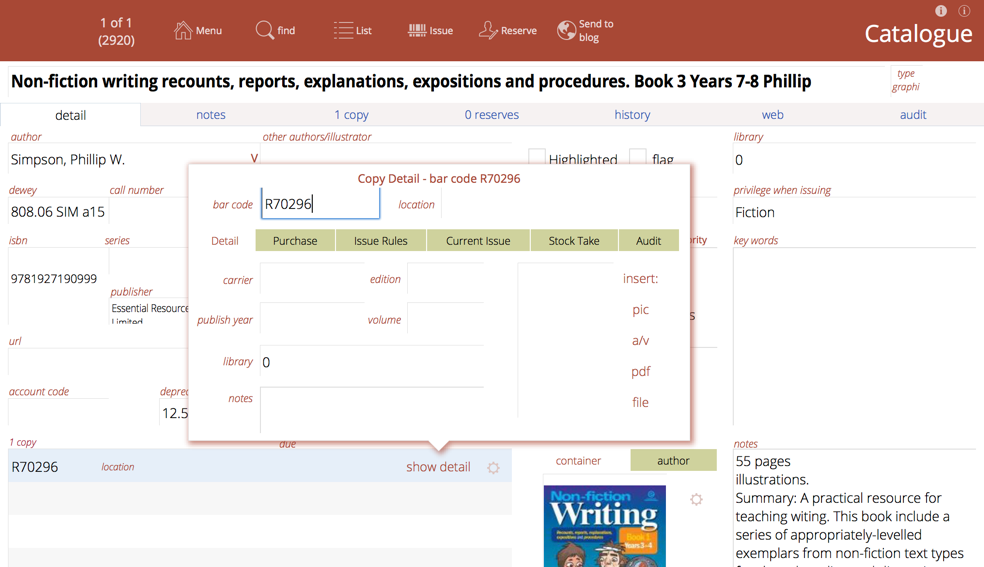 1 of 1
(2920)
Menu
find
List
Issue
Reserve
Send to
blog
Catalogue
Non-fiction writing recounts, reports, explanations, expositions and procedures. Book 3 Years 7-8 Phillip
type
graphi
detail
notes
1 copy
0 reserves
history
web
audit
author
other authors/illustrator
library
Simpson, Phillip W.
V
Highlighted
flag
0
dewey
call number
privilege when issuing
808.06 SIM a15
Fiction
isbn
series
key words
9781927190999
publisher
Essential Resource
Limited
url
account code
12.5
Copy Detail - bar code R70296
bar code
R70296
location
Detail
Purchase
Issue Rules
Current Issue
Stock Take
Audit
carrier
edition
insert:
publish year
volume
pic
a/v
library
0
pdf
notes
file
1 copy
due
R70296
location
show detail
container
author
notes
55 pages
illustrations.
Summary: A practical resource for
teaching witing. This book include a
series of appropriately-levelled
exemplars from non-fiction text types
Non-fiction
Writing
Recounts, reports, explanations,
expositions and procedures
Book 1
Years 3-4